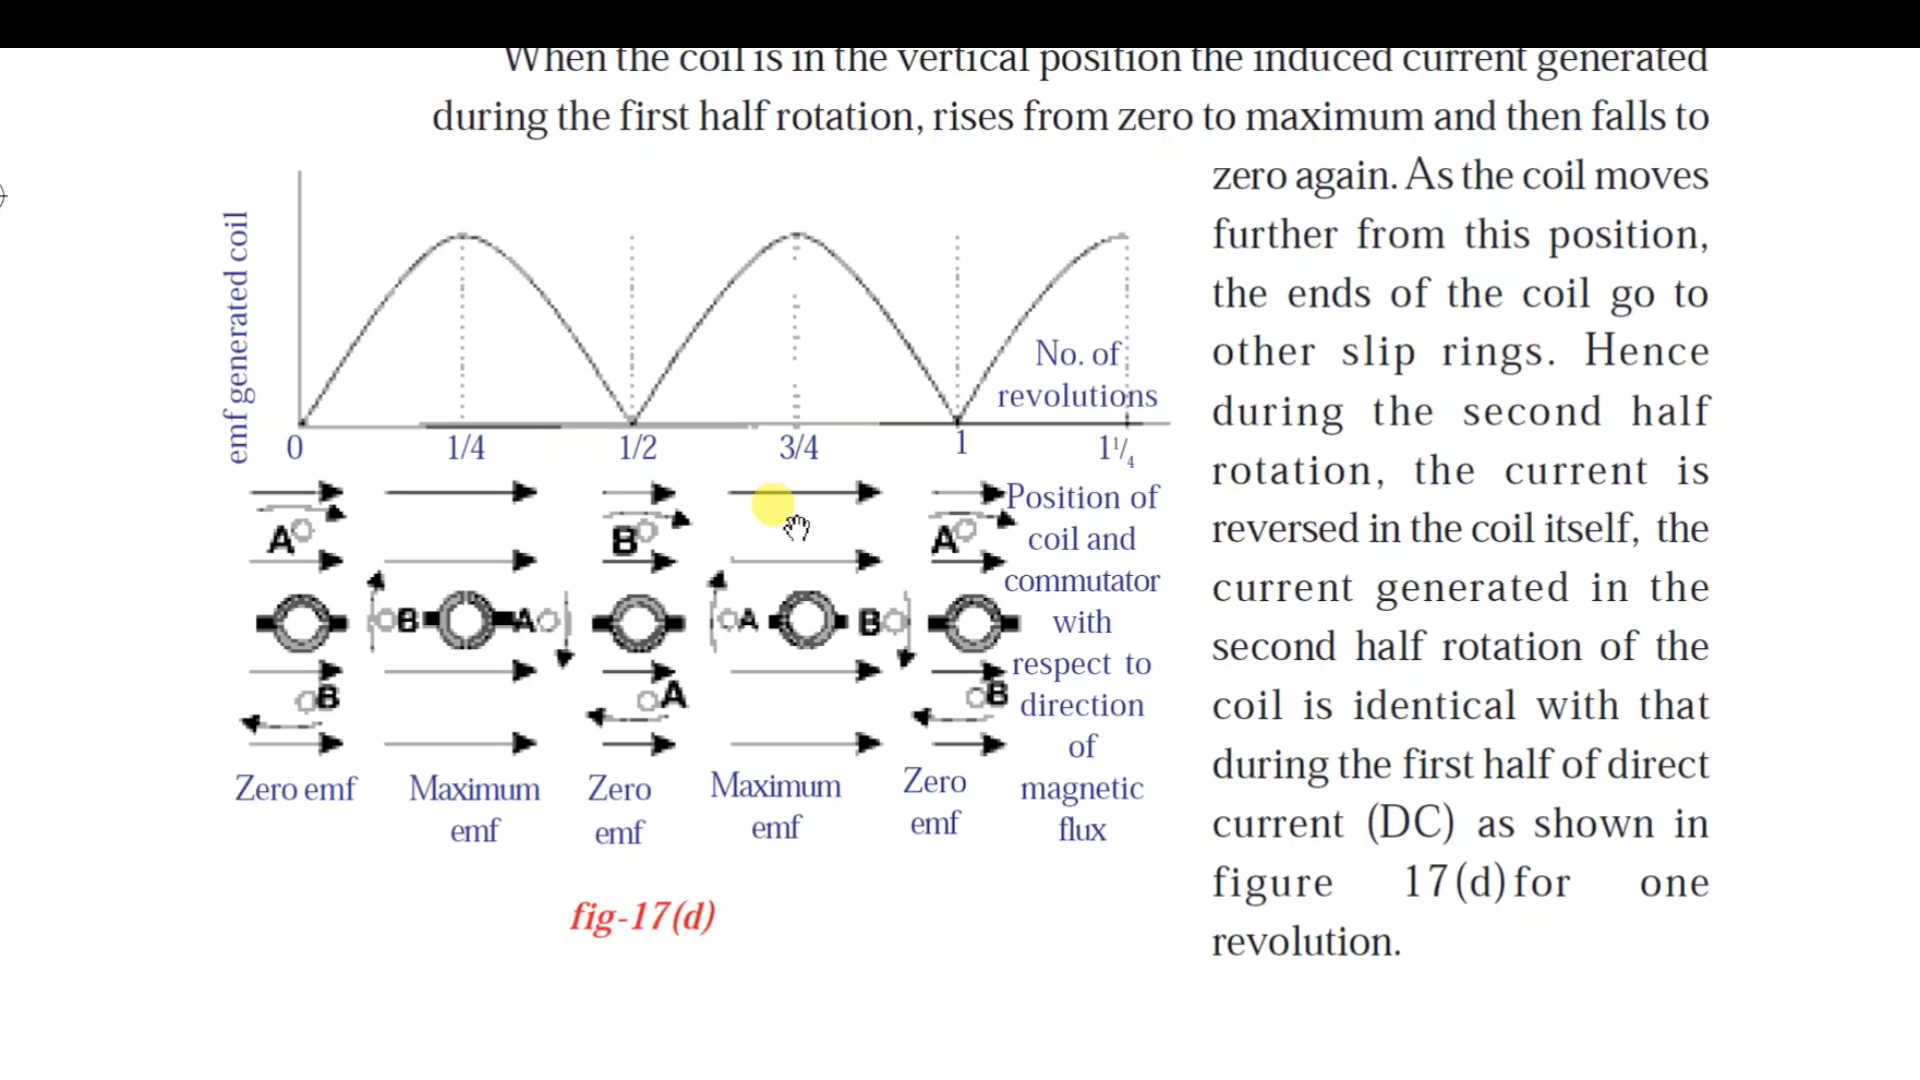 When the coil is in the vertical position the induced current generated
during the first half rotation, rises from zero to maximum and then falls to
zero again. As the coil moves
further from this position,
the ends of the coil go to
other slip rings. Hence
during the second half
rotation, the current is
reversed in the coil itself, the
current generated in the
second half rotation of the
coil is identical with that
during the first half of direct
current (DC) as shown in
figure 17(d)for one
revolution.
emf generated coil
No. of
revolutions
0 1/4 1/2 3/4 1 1¹/₄
A B A
B A A B
B A B
Position of
coil and
commutator
with
respect to
direction
of
magnetic
flux
Zero emf
Maximum
emf
Zero
emf
Maximum
emf
Zero
emf
fig-17(d)